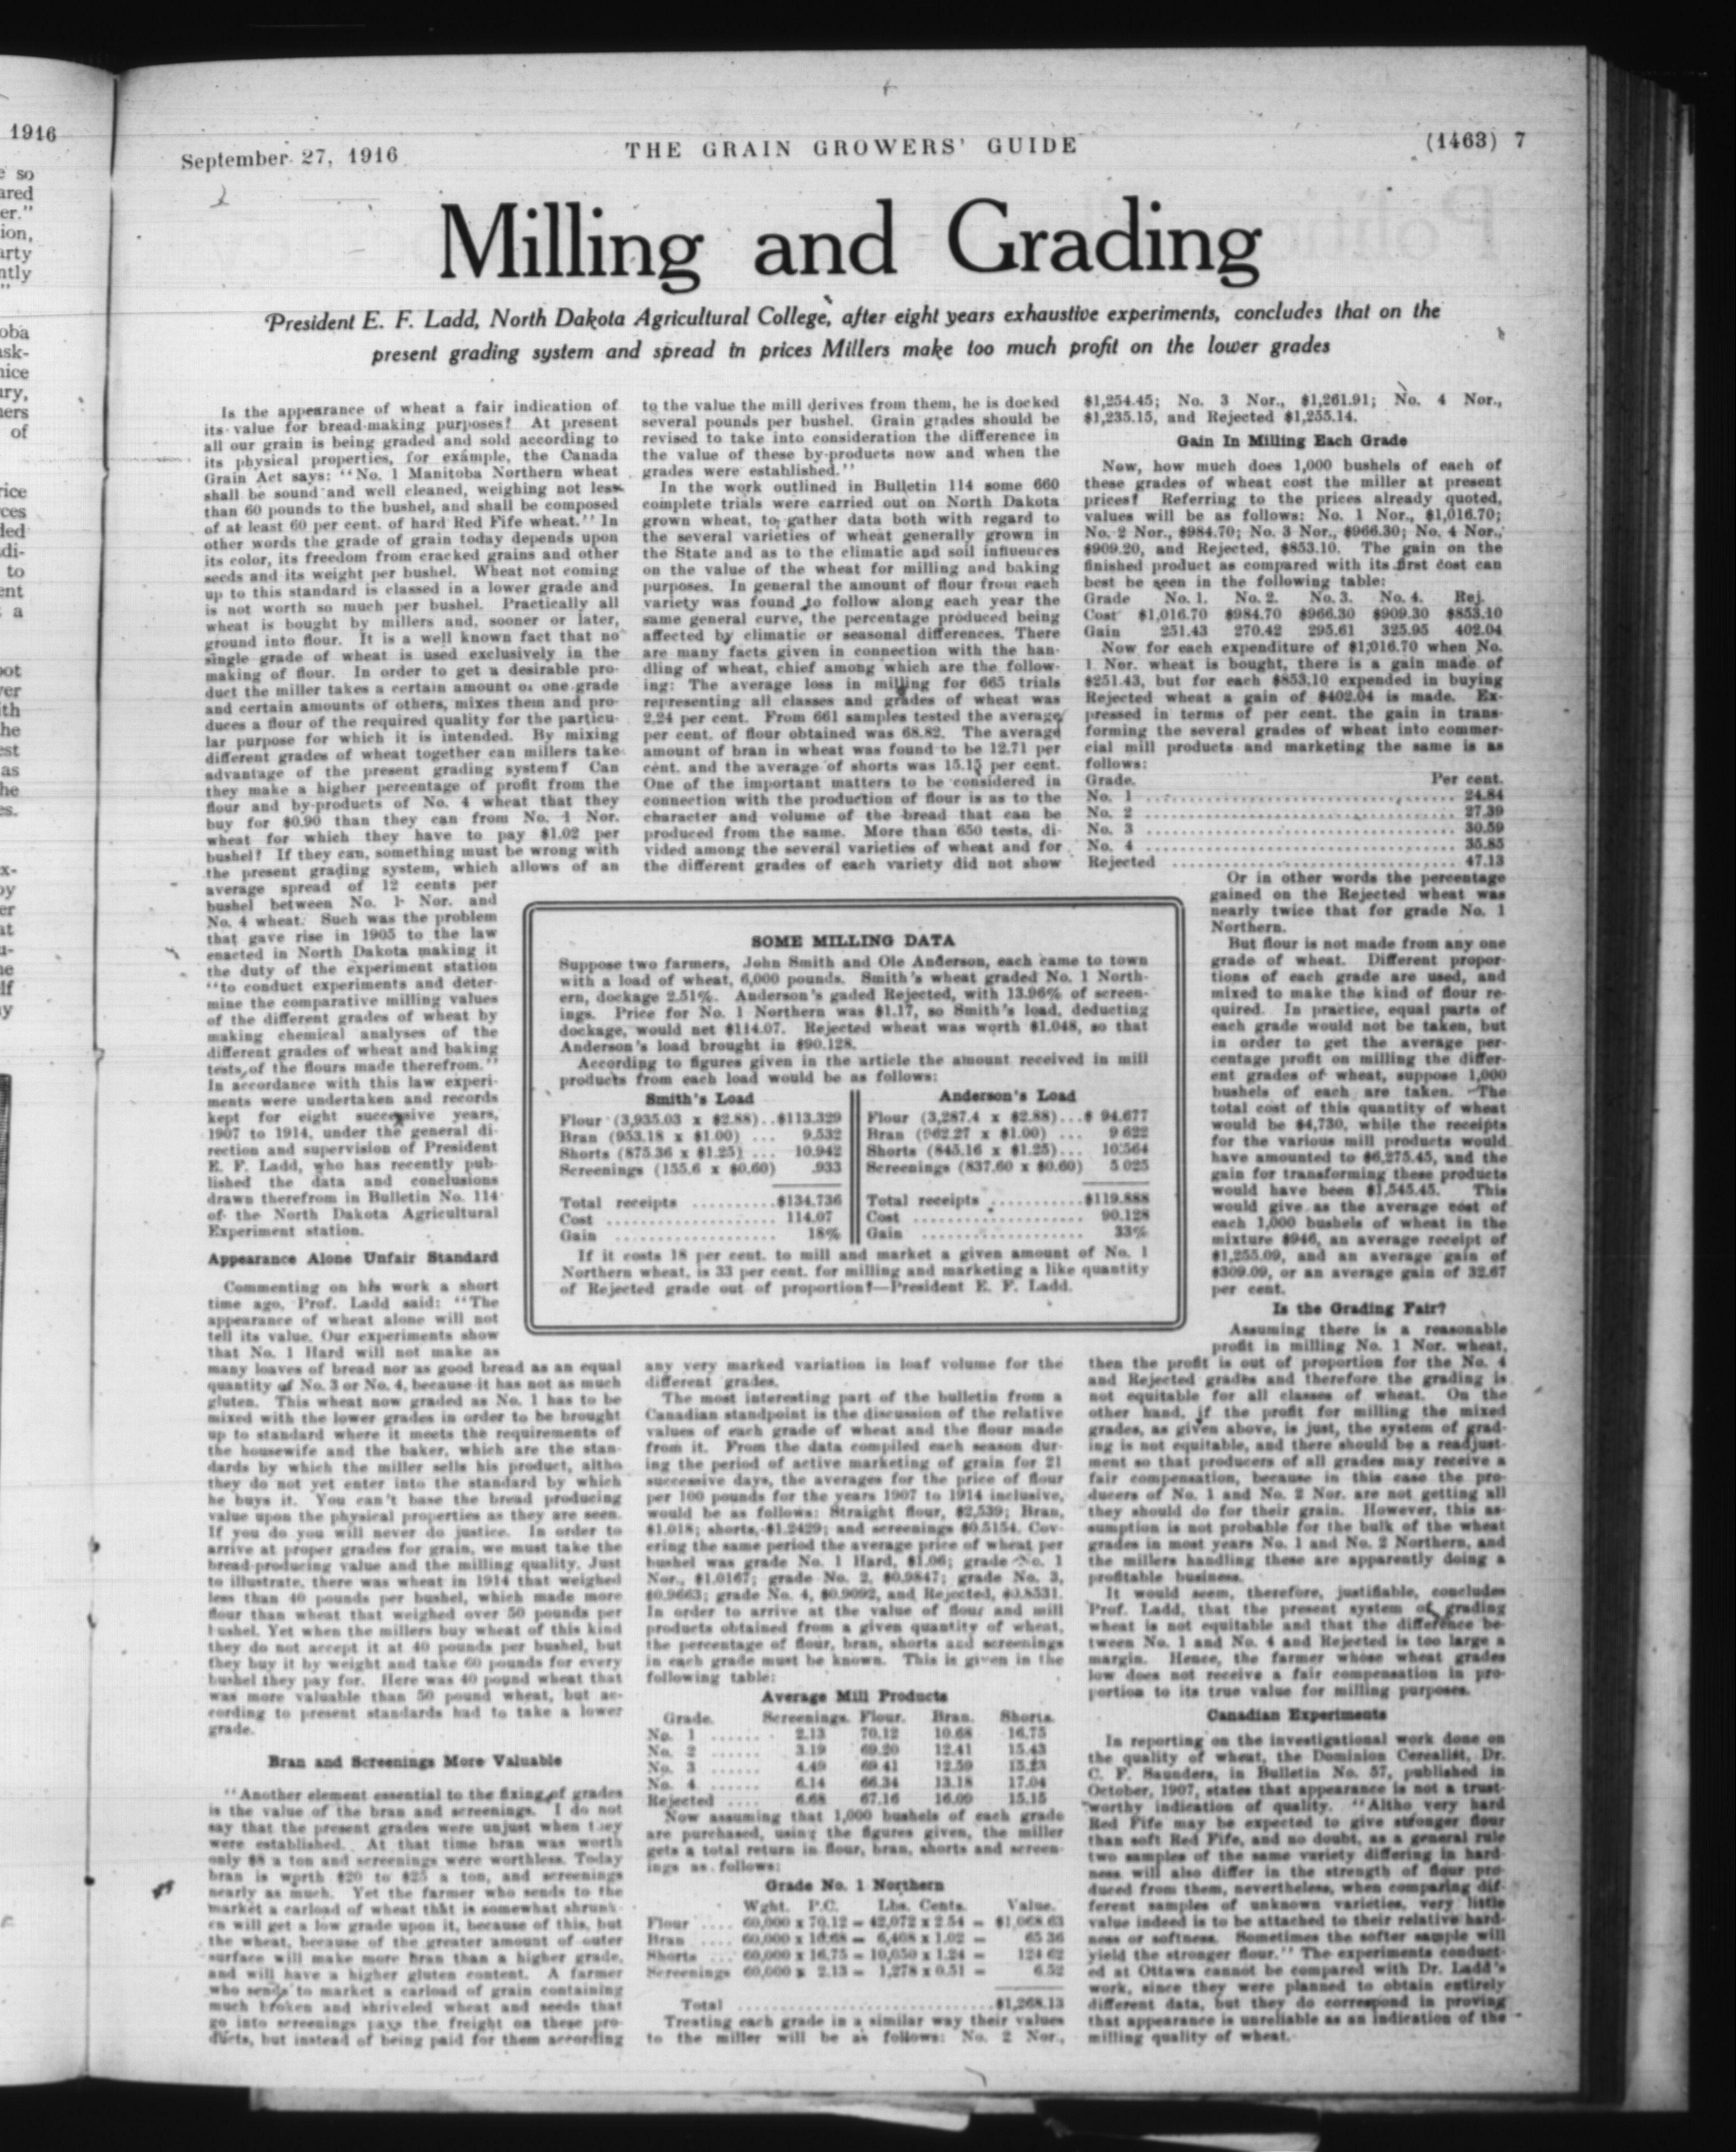 1916
e so
ared
er."
ion,
arty
ntly
"
oba
ask-
nice
ury,
ners
of
rice
ces
led
di-
to
ent
a
oot
ver
ith
he
est
as
he
es.
x-
by
er
at
u-
ne
lf
y
September 27, 1916
THE GRAIN GROWERS' GUIDE
(1463) 7
Milling and Grading
President E. F. Ladd, North Dakota Agricultural College, after eight years exhaustive experiments, concludes that on the
present grading system and spread in prices Millers make too much profit on the lower grades
Is the appearance of wheat a fair indication of
its value for bread-making purposes? At present
all our grain is being graded and sold according to
its physical properties, for example, the Canada
Grain Act says: "No. 1 Manitoba Northern wheat
shall be sound and well cleaned, weighing not less
than 60 pounds to the bushel, and shall be composed
of at least 60 per cent. of hard Red Fife wheat." In
other words the grade of grain today depends upon
its color, its freedom from cracked grains and other
seeds and its weight per bushel. Wheat not coming
up to this standard is classed in a lower grade and
is not worth so much per bushel. Practically all
wheat is bought by millers and, sooner or later,
ground into flour. It is a well known fact that no
single grade of wheat is used exclusively in the
making of flour. In order to get a desirable pro-
duct the miller takes a certain amount of one grade
and certain amounts of others, mixes them and pro-
duces a flour of the required quality for the particu-
lar purpose for which it is intended. By mixing
different grades of wheat together can millers take
advantage of the present grading system? Can
they make a higher percentage of profit from the
flour and by-products of No. 4 wheat that they
buy for $0.90 than they can from No. 1 Nor.
wheat for which they have to pay $1.02 per
bushel? If they can, something must be wrong with
the present grading system, which allows of an
average spread of 12 cents per
bushel between No. 1 Nor. and
No. 4 wheat. Such was the problem
that gave rise in 1905 to the law
enacted in North Dakota making it
the duty of the experiment station
"to conduct experiments and deter-
mine the comparative milling values
of the different grades of wheat by
making chemical analyses of the
different grades of wheat and baking
tests of the flours made therefrom."
In accordance with this law experi-
ments were undertaken and records
kept for eight successive years,
1907 to 1914, under the general di-
rection and supervision of President
E. F. Ladd, who has recently pub-
lished the data and conclusions
drawn therefrom in Bulletin No. 114
of the North Dakota Agricultural
Experiment station.
Appearance Alone Unfair Standard
Commenting on his work a short
time ago, Prof. Ladd said: "The
appearance of wheat alone will not
tell its value. Our experiments show
that No. 1 Hard will not make as
many loaves of bread nor as good bread as an equal
quantity of No. 3 or No. 4, because it has not as much
gluten. This wheat now graded as No. 1 has to be
mixed with the lower grades in order to be brought
up to standard where it meets the requirements of
the housewife and the baker, which are the stan-
dards by which the miller sells his product, altho
they do not yet enter into the standard by which
he buys it. You can't base the bread producing
value upon the physical properties as they are seen.
If you do you will never do justice. In order to
arrive at proper grades for grain, we must take the
bread-producing value and the milling quality. Just
to illustrate, there was wheat in 1914 that weighed
less than 40 pounds per bushel, which made more
flour than wheat that weighed over 50 pounds per
bushel. Yet when the millers buy wheat of this kind
they do not accept it at 40 pounds per bushel, but
they buy it by weight and take 60 pounds for every
bushel they pay for. Here was 40 pound wheat that
was more valuable than 50 pound wheat, but ac-
cording to present standards had to take a lower
grade.
Bran and Screenings More Valuable
"Another element essential to the fixing of grades
is the value of the bran and screenings. I do not
say that the present grades were unjust when they
were established. At that time bran was worth
only $8 a ton and screenings were worthless. Today
bran is worth $20 to $25 a ton, and screenings
nearly as much. Yet the farmer who sends to the
market a carload of wheat that is somewhat shrunk-
en will get a low grade upon it, because of this, but
the wheat, because of the greater amount of outer
surface will make more bran than a higher grade,
and will have a higher gluten content. A farmer
who sends to market a carload of grain containing
much broken and shriveled wheat and seeds that
go into screenings pays the freight on these pro-
ducts, but instead of being paid for them according
to the value the mill derives from them, he is docked
several pounds per bushel. Grain grades should be
revised to take into consideration the difference in
the value of these by-products now and when the
grades were established."
In the work outlined in Bulletin 114 some 660
complete trials were carried out on North Dakota
grown wheat, to gather data both with regard to
the several varieties of wheat generally grown in
the State and as to the climatic and soil influences
on the value of the wheat for milling and baking
purposes. In general the amount of flour from each
variety was found to follow along each year the
same general curve, the percentage produced being
affected by climatic or seasonal differences. There
are many facts given in connection with the han-
dling of wheat, chief among which are the follow-
ing: The average loss in milling for 665 trials
representing all classes and grades of wheat was
2.24 per cent. From 661 samples tested the average
per cent. of flour obtained was 68.82. The average
amount of bran in wheat was found to be 12.71 per
cent. and the average of shorts was 15.15 per cent.
One of the important matters to be considered in
connection with the production of flour is as to the
character and volume of the bread that can be
produced from the same. More than 650 tests, di-
vided among the several varieties of wheat and for
the different grades of each variety did not show
SOME MILLING DATA
Suppose two farmers, John Smith and Ole Anderson, each came to town
with a load of wheat, 6,000 pounds. Smith's wheat graded No. 1 North-
ern, dockage 2.51%. Anderson's gaded Rejected, with 13.96% of screen-
ings. Price for No. 1 Northern was $1.17, so Smith's load, deducting
dockage, would net $114.07. Rejected wheat was worth $1.048, so that
Anderson's load brought in $90.128.
According to figures given in the article the amount received in mill
products from each load would be as follows:
Smith's Load
Flour (3,935.03 x $2.88)..$113.329
Bran (953.18 x $1.00) ... 9.532
Shorts (875.36 x $1.25) ... 10.942
Screenings (155.6 x $0.60) .933
Total receipts ..........$134.736
Cost .................... 114.07
Gain .................... 18%
Anderson's Load
Flour (3,287.4 x $2.88)...$ 94.677
Bran (962.27 x $1.00) ... 9 622
Shorts (845.16 x $1.25)... 10.564
Screenings (837.60 x $0.60) 5 025
Total receipts ...........$119.888
Cost ..................... 90.128
Gain .................... 33%
If it costs 18 per cent. to mill and market a given amount of No. 1
Northern wheat, is 33 per cent. for milling and marketing a like quantity
of Rejected grade out of proportion?—President E. F. Ladd.
any very marked variation in loaf volume for the
different grades.
The most interesting part of the bulletin from a
Canadian standpoint is the discussion of the relative
values of each grade of wheat and the flour made
from it. From the data compiled each season dur-
ing the period of active marketing of grain for 21
successive days, the averages for the price of flour
per 100 pounds for the years 1907 to 1914 inclusive,
would be as follows: Straight flour, $2.539; Bran,
$1.018; shorts, $1.2429; and screenings $0.5154. Cov-
ering the same period the average price of wheat per
bushel was grade No. 1 Hard, $1.06; grade No. 1
Nor., $1.0167; grade No. 2, $0.9847; grade No. 3,
$0.9663; grade No. 4, $0.9092, and Rejected, $0.8531.
In order to arrive at the value of flour and mill
products obtained from a given quantity of wheat,
the percentage of flour, bran, shorts and screenings
in each grade must be known. This is given in the
following table:
Average Mill Products
Grade. Screenings. Flour. Bran. Shorts.
No. 1 ...... 2.13 70.12 10.68 16.75
No. 2 ...... 3.19 69.20 12.41 15.43
No. 3 ...... 4.49 69.41 12.59 15.23
No. 4 ...... 6.14 66.34 13.18 17.04
Rejected .... 6.68 67.16 16.09 15.15
Now assuming that 1,000 bushels of each grade
are purchased, using the figures given, the miller
gets a total return in flour, bran, shorts and screen-
ings as follows:
Grade No. 1 Northern
Wght. P.C. Lbs. Cents. Value.
Flour .... 60,000 x 70.12 = 42,072 x 2.54 = $1,068.63
Bran .... 60,000 x 10.68 = 6,408 x 1.02 = 65 36
Shorts ... 60,000 x 16.75 = 10,050 x 1.24 = 124 62
Screenings 60,000 x 2.13 = 1,278 x 0.51 = 6.52
Total ..........................$1,268.13
Treating each grade in a similar way their values
to the miller will be as follows: No. 2 Nor.,
$1,254.45; No. 3 Nor., $1,261.91; No. 4 Nor.,
$1,235.15, and Rejected $1,255.14.
Gain In Milling Each Grade
Now, how much does 1,000 bushels of each of
these grades of wheat cost the miller at present
prices? Referring to the prices already quoted,
values will be as follows: No. 1 Nor., $1,016.70;
No. 2 Nor., $984.70; No. 3 Nor., $966.30; No. 4 Nor.,
$909.20, and Rejected, $853.10. The gain on the
finished product as compared with its first cost can
best be seen in the following table:
Grade No. 1. No. 2. No. 3. No. 4. Rej.
Cost $1,016.70 $984.70 $966.30 $909.30 $853.10
Gain 251.43 270.42 295.61 325.95 402.04
Now for each expenditure of $1,016.70 when No.
1 Nor. wheat is bought, there is a gain made of
$251.43, but for each $853.10 expended in buying
Rejected wheat a gain of $402.04 is made. Ex-
pressed in terms of per cent. the gain in trans-
forming the several grades of wheat into commer-
cial mill products and marketing the same is as
follows:
Grade. Per cent.
No. 1 .................................... 24.84
No. 2 .................................... 27.39
No. 3 .................................... 30.59
No. 4 .................................... 35.85
Rejected ................................. 47.13
Or in other words the percentage
gained on the Rejected wheat was
nearly twice that for grade No. 1
Northern.
But flour is not made from any one
grade of wheat. Different propor-
tions of each grade are used, and
mixed to make the kind of flour re-
quired. In practice, equal parts of
each grade would not be taken, but
in order to get the average per-
centage profit on milling the differ-
ent grades of wheat, suppose 1,000
bushels of each are taken. The
total cost of this quantity of wheat
would be $4,730, while the receipts
for the various mill products would
have amounted to $6,275.45, and the
gain for transforming these products
would have been $1,545.45. This
would give as the average cost of
each 1,000 bushels of wheat in the
mixture $946, an average receipt of
$1,255.09, and an average gain of
$309.09, or an average gain of 32.67
per cent.
Is the Grading Fair?
Assuming there is a reasonable
profit in milling No. 1 Nor. wheat,
then the profit is out of proportion for the No. 4
and Rejected grades and therefore the grading is
not equitable for all classes of wheat. On the
other hand, if the profit for milling the mixed
grades, as given above, is just, the system of grad-
ing is not equitable, and there should be a readjust-
ment so that producers of all grades may receive a
fair compensation, because in this case the pro-
ducers of No. 1 and No. 2 Nor. are not getting all
they should do for their grain. However, this as-
sumption is not probable for the bulk of the wheat
grades in most years No. 1 and No. 2 Northern, and
the millers handling these are apparently doing a
profitable business.
It would seem, therefore, justifiable, concludes
Prof. Ladd, that the present system of grading
wheat is not equitable and that the difference be-
tween No. 1 and No. 4 and Rejected is too large a
margin. Hence, the farmer whose wheat grades
low does not receive a fair compensation in pro-
portion to its true value for milling purposes.
Canadian Experiments
In reporting on the investigational work done on
the quality of wheat, the Dominion Cerealist, Dr.
C. F. Saunders, in Bulletin No. 57, published in
October, 1907, states that appearance is not a trust-
worthy indication of quality. "Altho very hard
Red Fife may be expected to give stronger flour
than soft Red Fife, and no doubt, as a general rule
two samples of the same variety differing in hard-
ness will also differ in the strength of flour pro-
duced from them, nevertheless, when comparing dif-
ferent samples of unknown varieties, very little
value indeed is to be attached to their relative hard-
ness or softness. Sometimes the softer sample will
yield the stronger flour." The experiments conduct-
ed at Ottawa cannot be compared with Dr. Ladd's
work, since they were planned to obtain entirely
different data, but they do correspond in proving
that appearance is unreliable as an indication of the
milling quality of wheat.